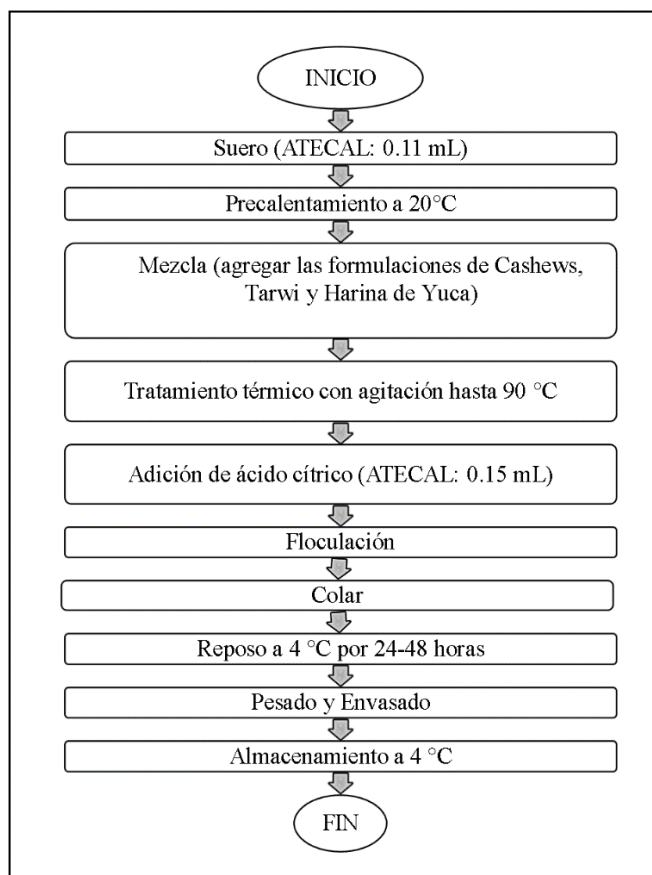 INICIO
Suero (ATECAL: 0.11 mL)
Precalentamiento a 20°C
Mezcla (agregar las formulaciones de Cashews,
Tarwi y Harina de Yuca)
Tratamiento térmico con agitación hasta 90 °C
Adición de ácido cítrico (ATECAL: 0.15 mL)
Floculación
Colar
Reposo a 4 °C por 24-48 horas
Pesado y Envasado
Almacenamiento a 4 °C
FIN